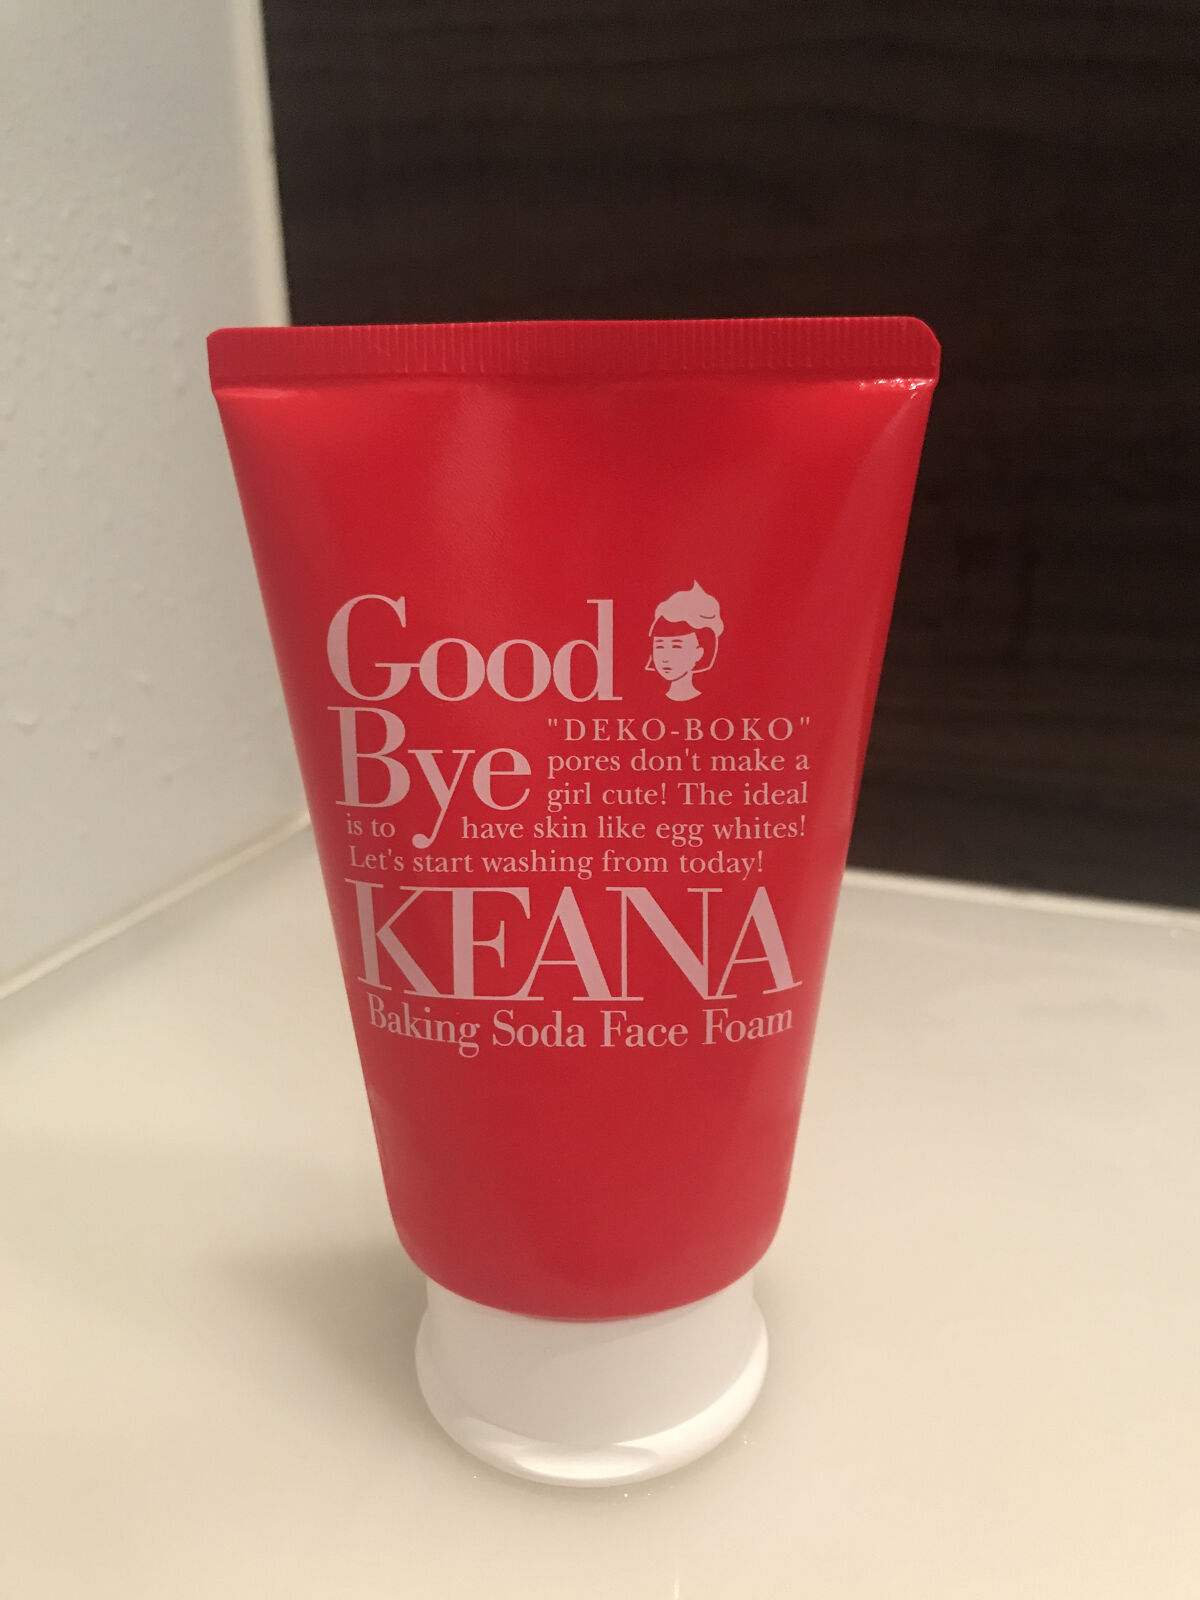 Good
Bye
"DEKO-BOKO"
pores don't make a
girl cute! The ideal
is to have skin like egg whites!
Let's start washing from today!
KEANA
Baking Soda Face Foam